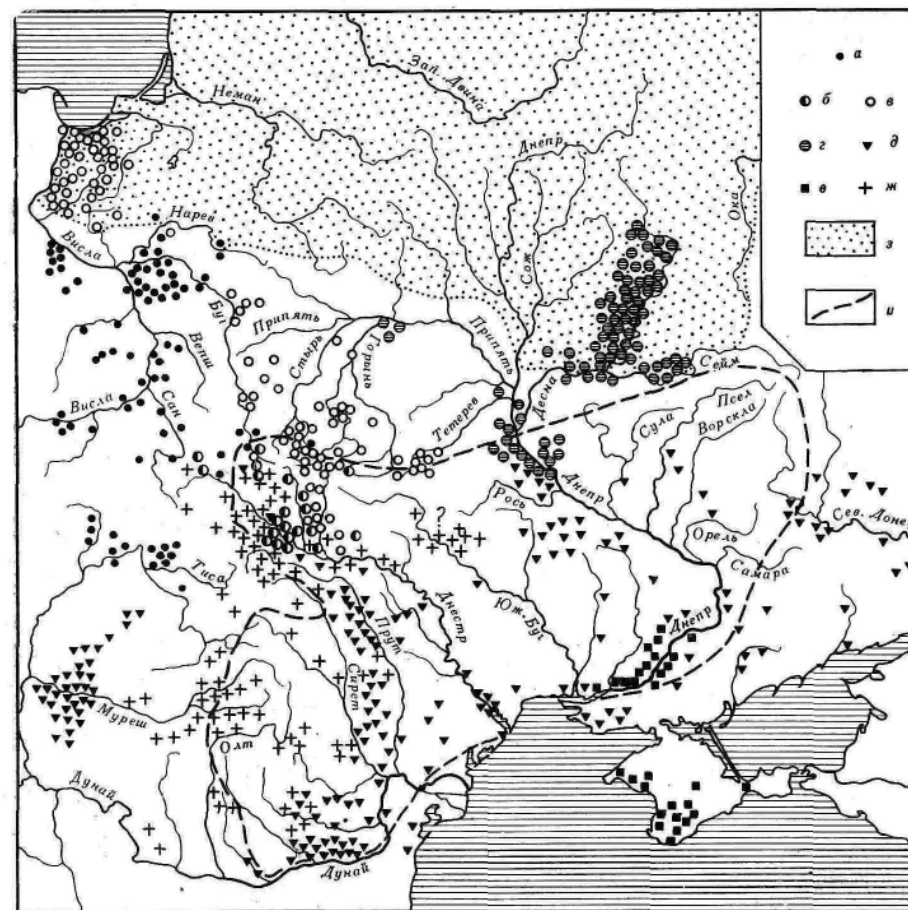 а
б
в
г
д
е
ж
з
и
Зап. Двина
Неман
Днепр
Ока
Нарев
Висла
Сож
Буг
Припять
Стырь
Горынь
Припять
Вепш
Десна
Сейм
Тетерев
Псел
Сула
Ворскла
Висла
Сан
Днепр
Рось
Сев. Донец
Орель
Самара
?
Тиса
Юж. Буг
Днестр
Прут
Днепр
Сирет
Муреш
Олт
Дунай
Дунай